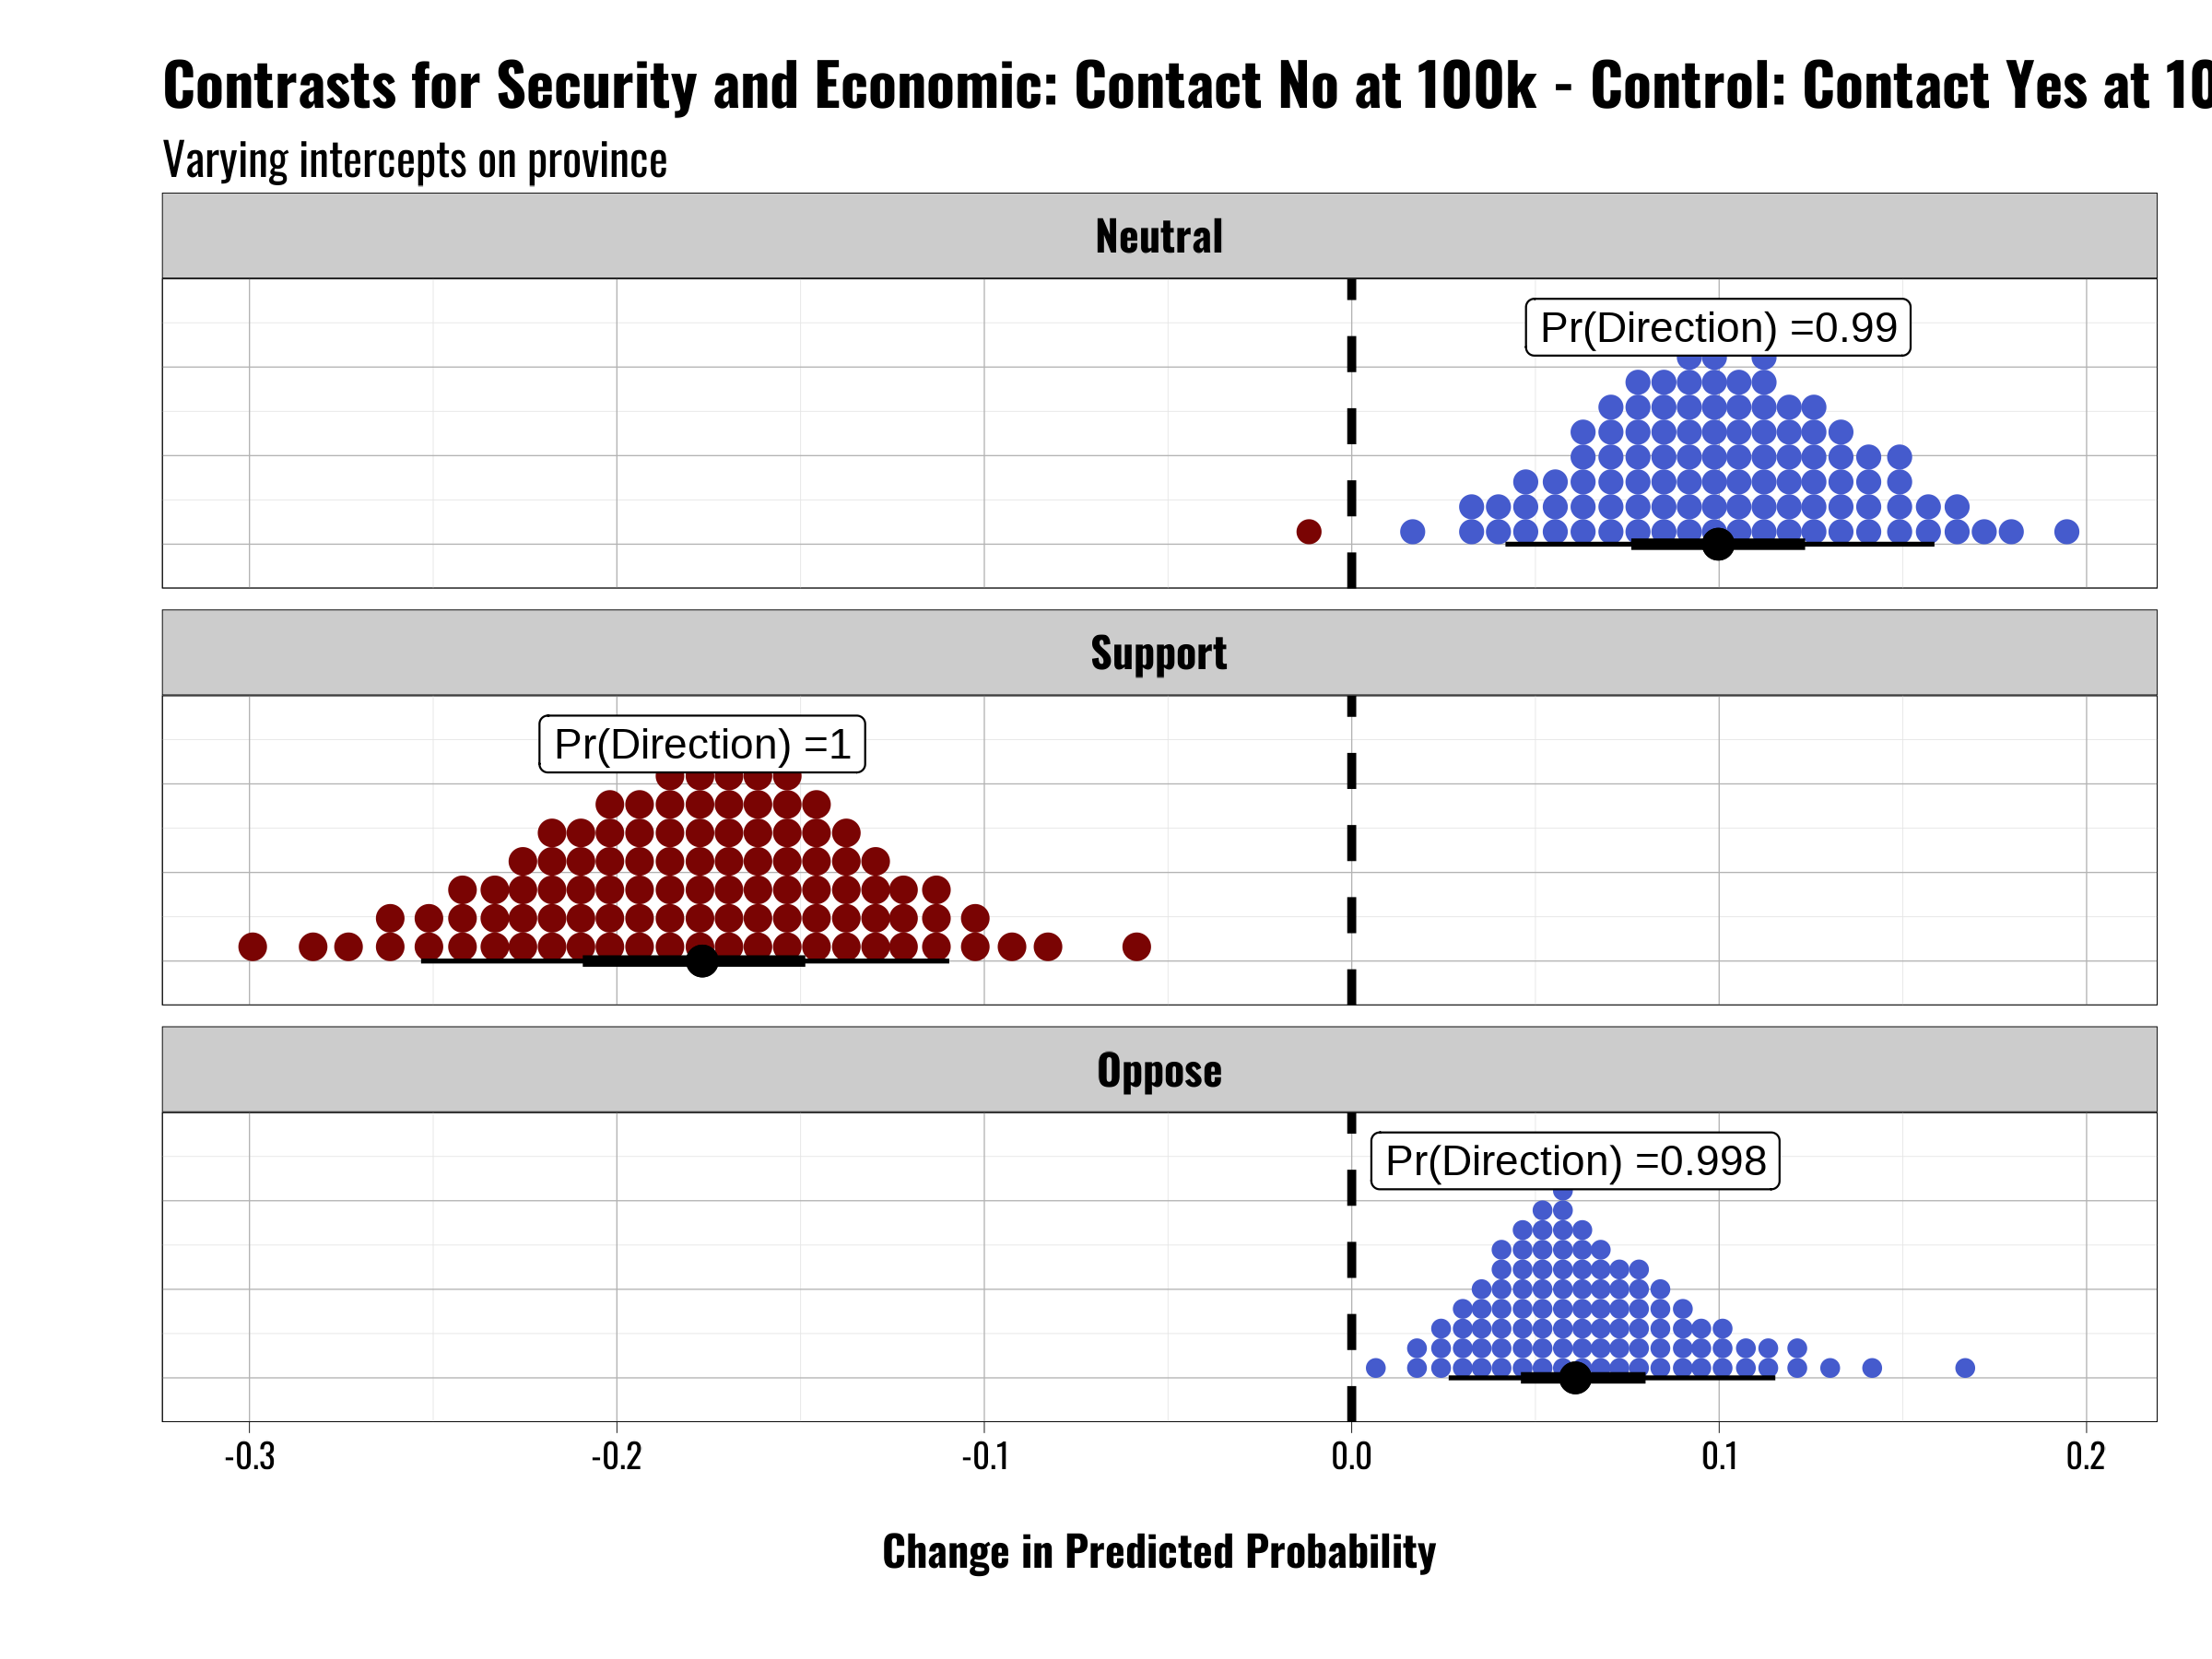 Contrasts for Security and Economic: Contact No at 100k - Control: Contact Yes at 10
Varying intercepts on province
Neutral
Pr(Direction) =0.99
Support
Pr(Direction) =1
Oppose
Pr(Direction) =0.998
-0.3 -0.2 -0.1 0.0 0.1 0.2
Change in Predicted Probability